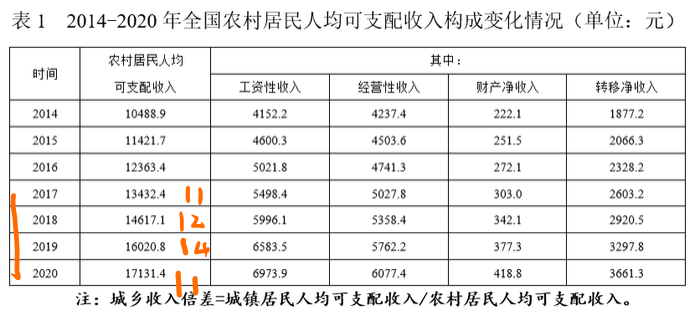 表 1 2014-2020 年全国农村居民人均可支配收入构成变化情况（单位：元）
时间 农村居民人均可支配收入 其中：
工资性收入 经营性收入 财产净收入 转移净收入
2014 10488.9 4152.2 4237.4 222.1 1877.2
2015 11421.7 4600.3 4503.6 251.5 2066.3
2016 12363.4 5021.8 4741.3 272.1 2328.2
2017 13432.4 11 5498.4 5027.8 303.0 2603.2
2018 14617.1 12 5996.1 5358.4 342.1 2920.5
2019 16020.8 14 6583.5 5762.2 377.3 3297.8
2020 17131.4 11 6973.9 6077.4 418.8 3661.3
注：城乡收入倍差=城镇居民人均可支配收入/农村居民人均可支配收入。